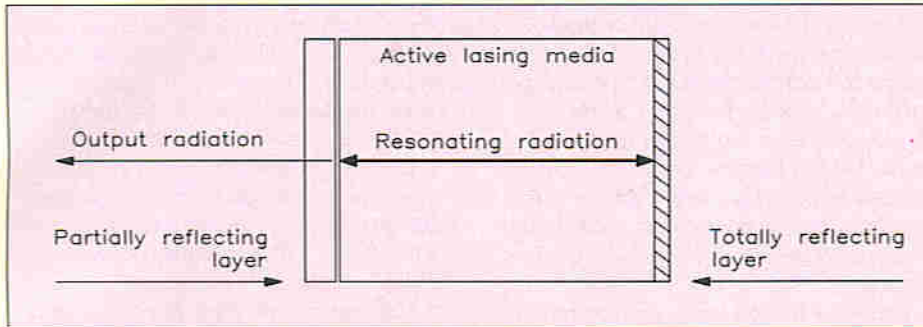 Active lasing media
Output radiation
Resonating radiation
Partially reflecting
layer
Totally reflecting
layer